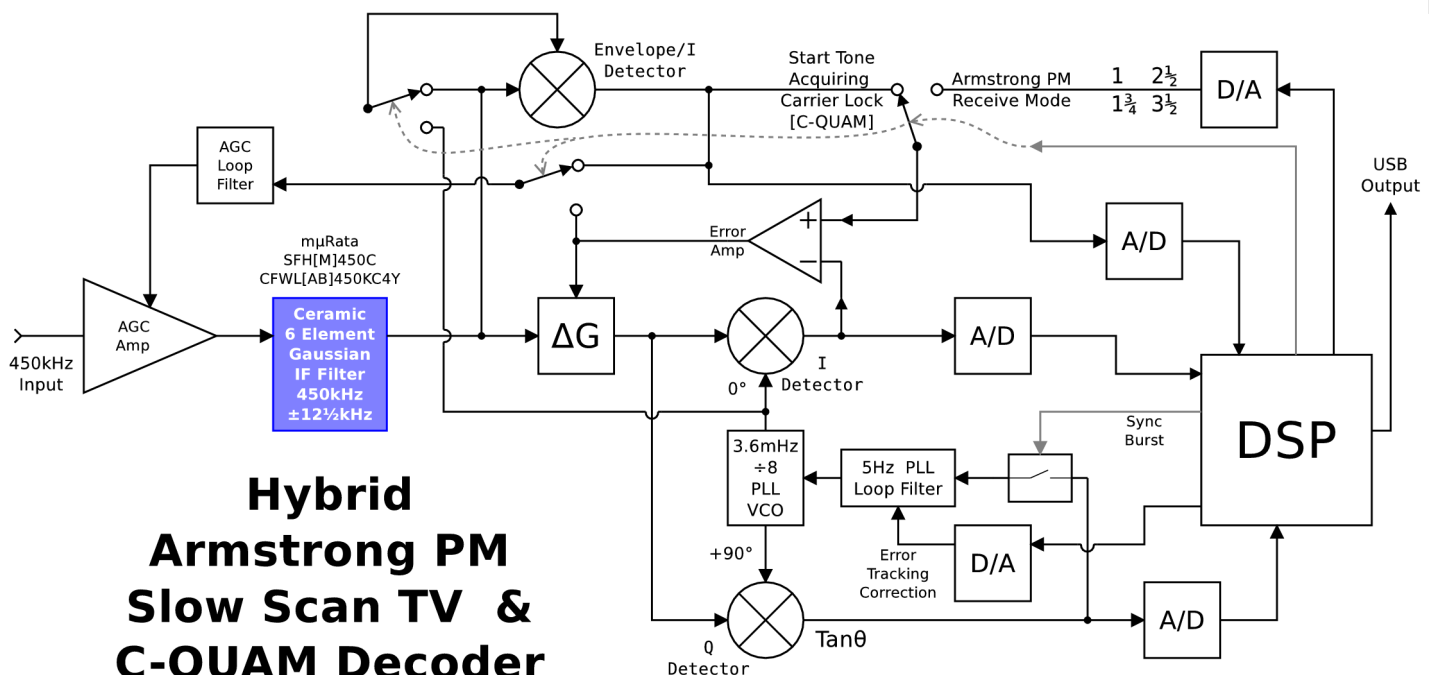 Envelope/I
Detector
Start Tone
Acquiring
Carrier Lock
[C-QUAM]
Armstrong PM
Receive Mode
1 2½
1¾ 3½
D/A
AGC
Loop
Filter
USB
Output
mμRata
SFH[M]450C
CFWL[AB]450KC4Y
Error
Amp
+
−
A/D
AGC
Amp
450kHz
Input
Ceramic
6 Element
Gaussian
IF Filter
450kHz
±12½kHz
ΔG
I
Detector
0°
A/D
DSP
Sync
Burst
3.6mHz
÷8
PLL
VCO
5Hz PLL
Loop Filter
+90°
Error
Tracking
Correction
D/A
Q
Detector
Tanθ
A/D
Hybrid
Armstrong PM
Slow Scan TV &
C-QUAM Decoder